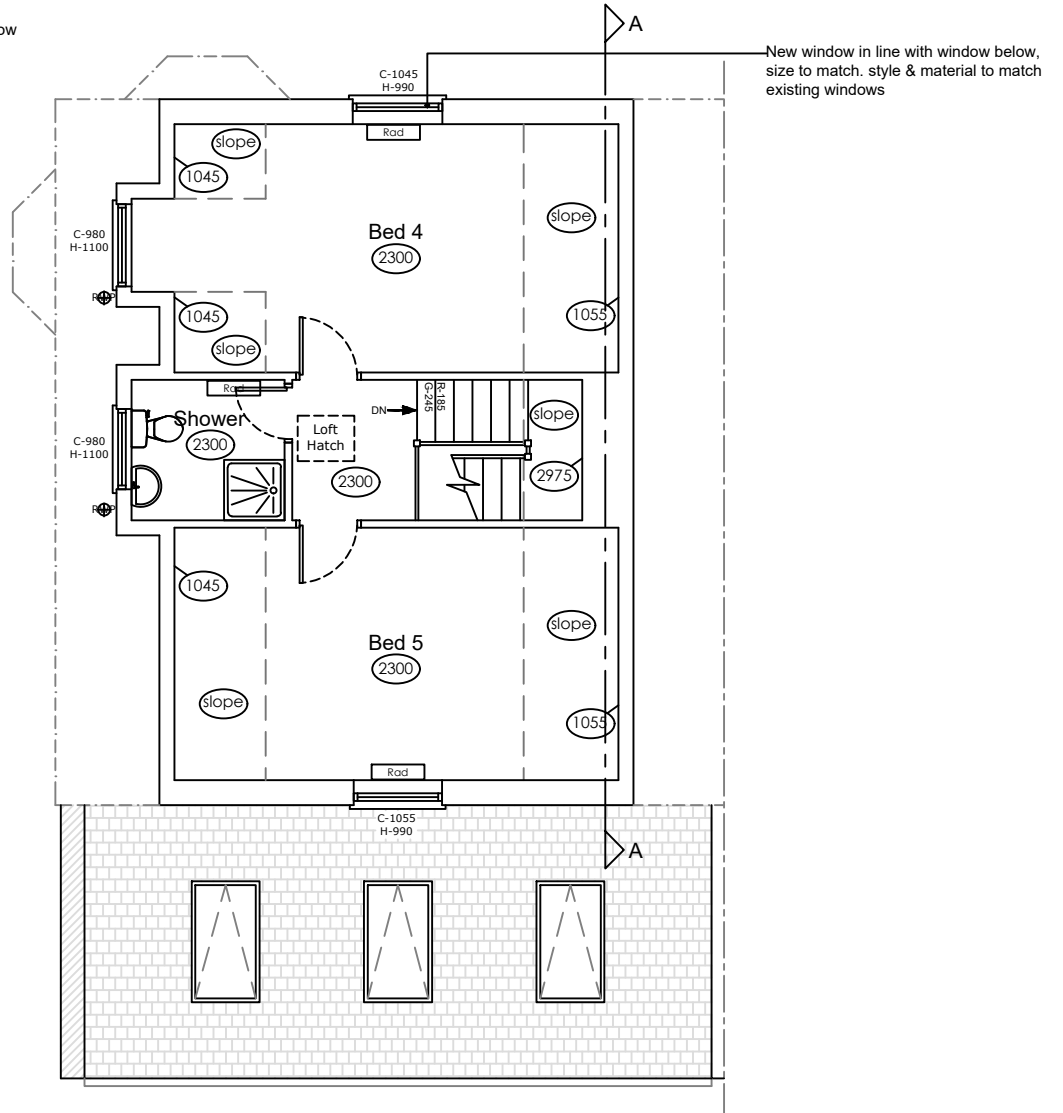 ow
A
New window in line with window below,
size to match. style & material to match
existing windows
C-1045
H-990
Rad
slope
1045
slope
Bed 4
2300
C-980
H-1100
RWP
1045
1055
slope
Rad
DN
R-185
G-245
Shower
2300
Loft
Hatch
slope
C-980
H-1100
2300
2975
RWP
1045
slope
Bed 5
2300
slope
1055
Rad
C-1055
H-990
A